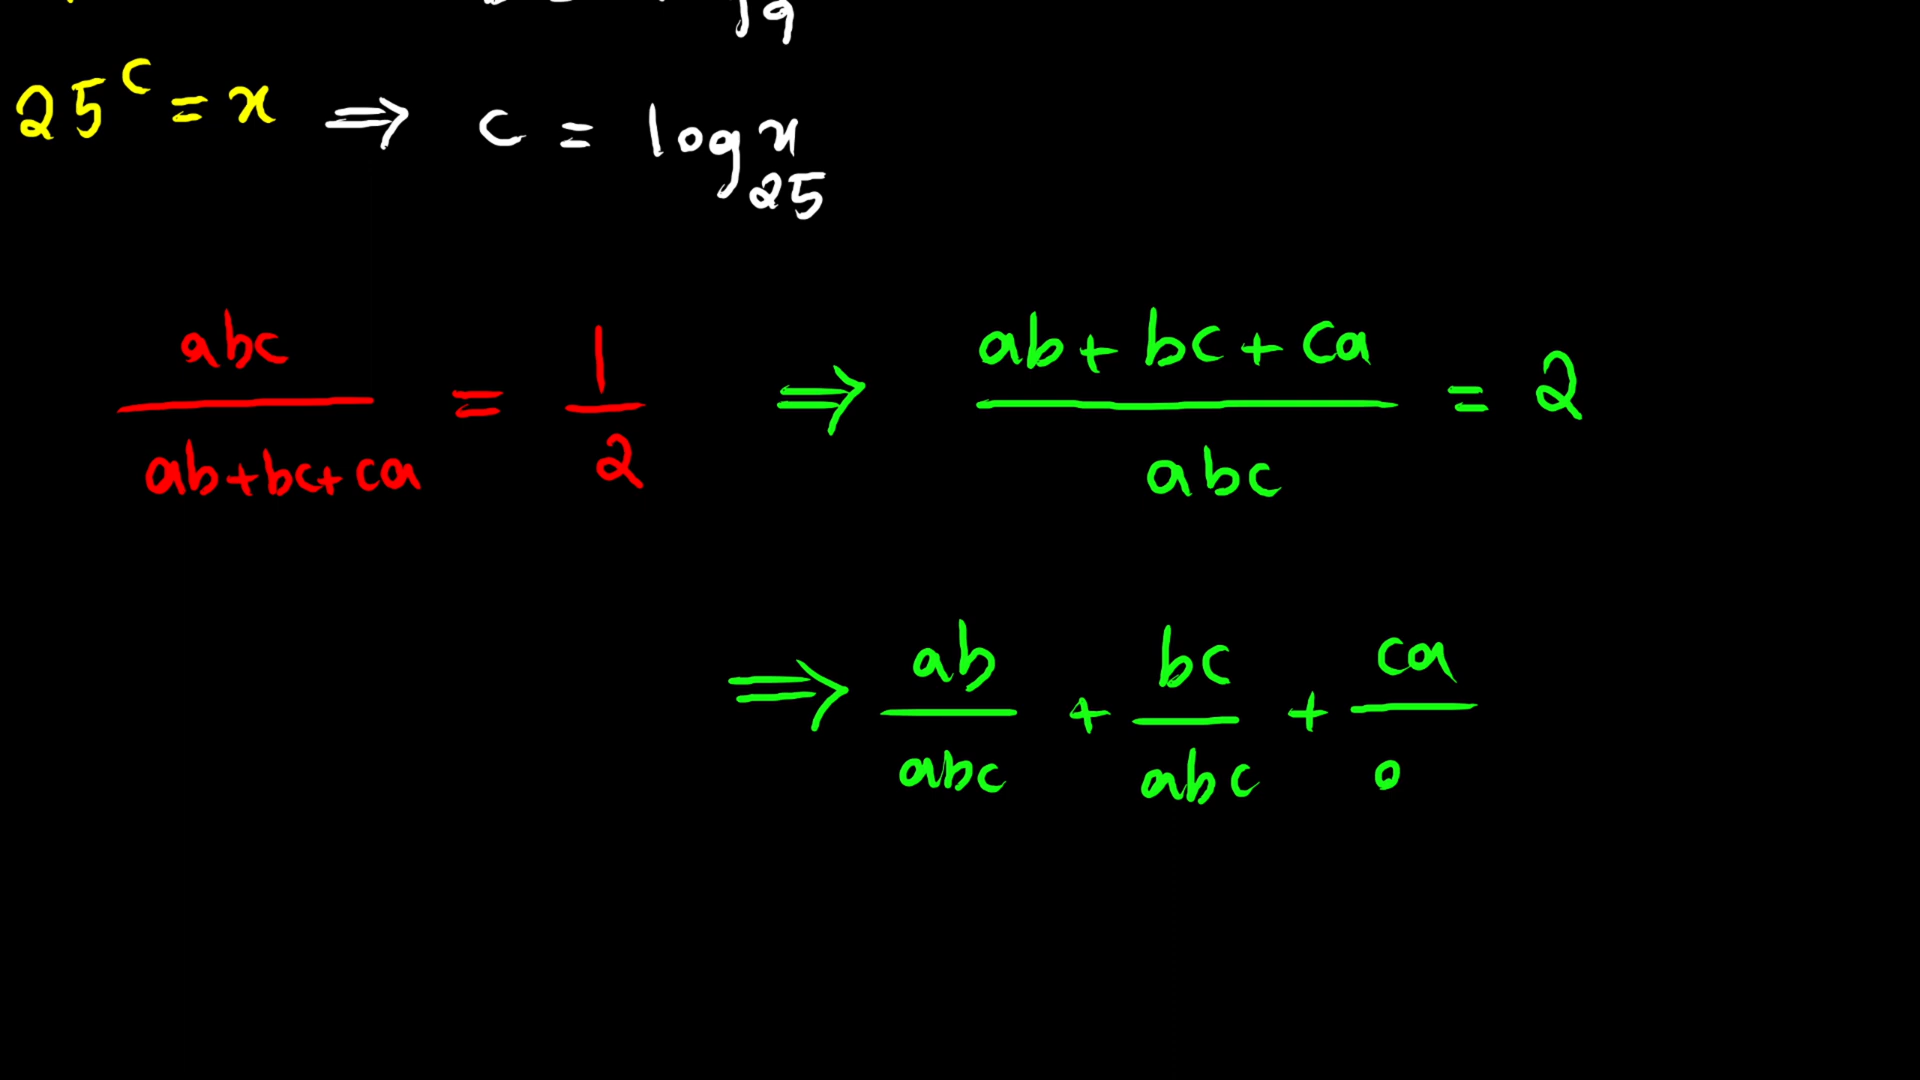 25^c = x ⇒ c = log_25 x
abc / ab+bc+ca = 1/2 ⇒ ab+bc+ca / abc = 2
⇒ ab/abc + bc/abc + ca/a